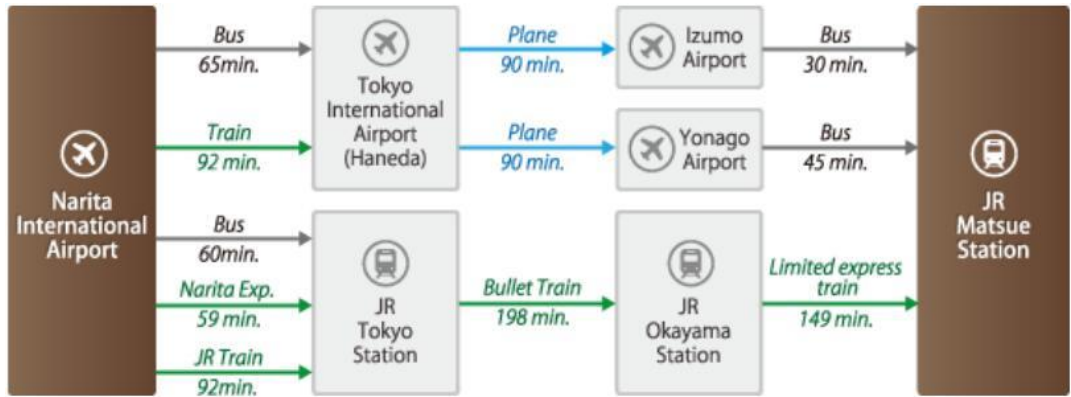 Narita
International
Airport
Bus
65min.
Train
92 min.
Bus
60min.
Narita Exp.
59 min.
JR Train
92min.
Tokyo
International
Airport
(Haneda)
JR
Tokyo
Station
Plane
90 min.
Plane
90 min.
Bullet Train
198 min.
Izumo
Airport
Yonago
Airport
JR
Okayama
Station
Bus
30 min.
Bus
45 min.
Limited express
train
149 min.
JR
Matsue
Station